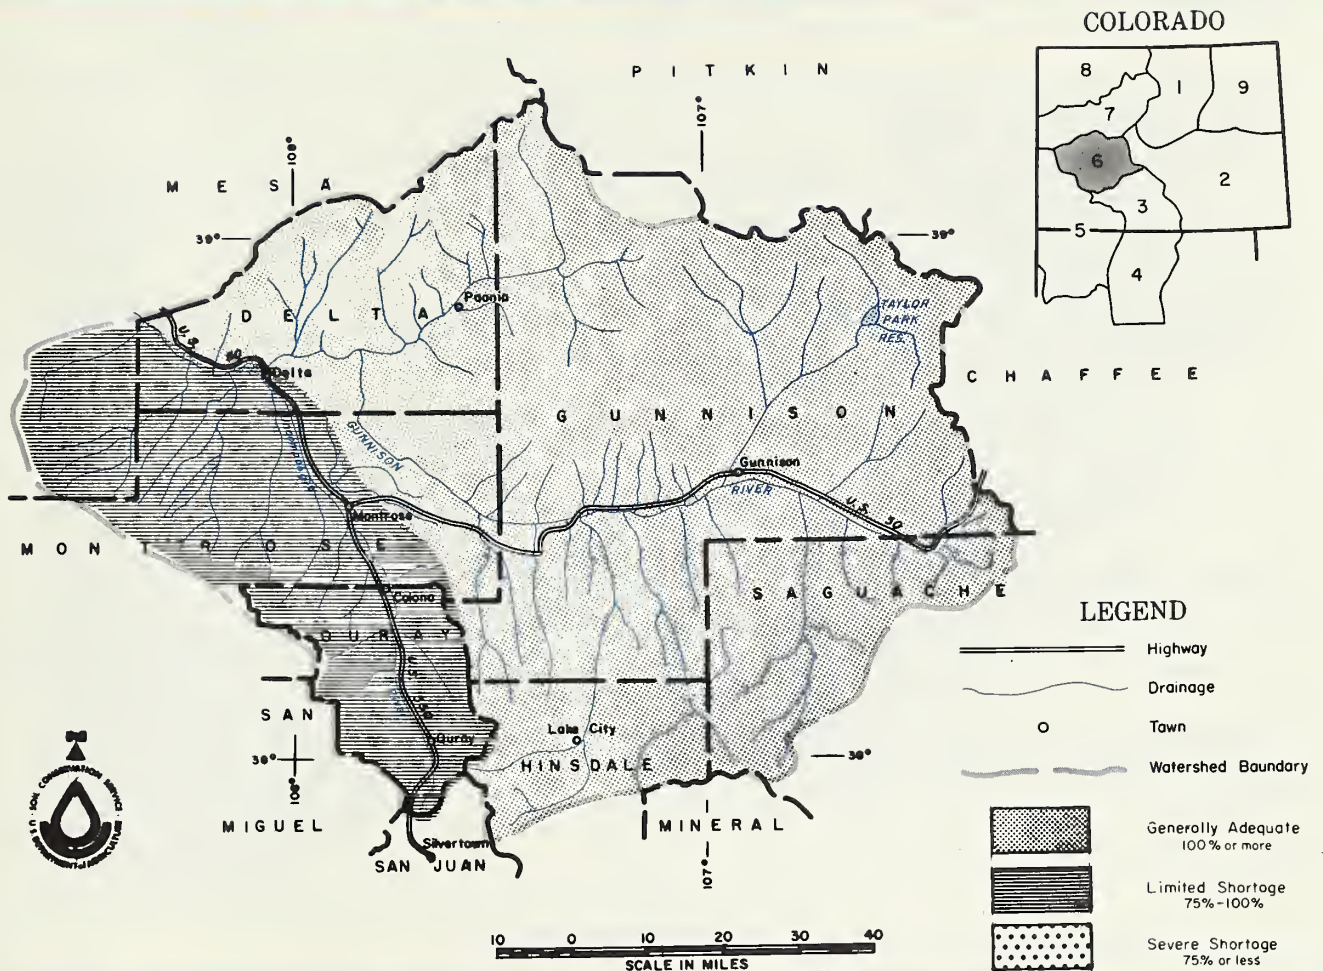 COLORADO
8
1
9
7
6
2
3
5
4
PITKIN
107°
108°
MESA
39°
39°
DELTA
Paonia
TAYLOR
PARK
RES.
U.S. 50
Delta
CHAFFEE
GUNNISON
GUNNISON
Gunnison
RIVER
U.S. 50
Montrose
MONTROSE
SAGUACHE
Colona
OURAY
U.S. 550
SAN
MIGUEL
Lake City
HINSDALE
Ouray
38°
38°
108°
MINERAL
107°
Silvertown
SAN JUAN
SOIL CONSERVATION SERVICE
U.S. DEPARTMENT of AGRICULTURE
LEGEND
Highway
Drainage
Town
Watershed Boundary
Generally Adequate
100% or more
Limited Shortage
75%-100%
Severe Shortage
75% or less
10 0 10 20 30 40
SCALE IN MILES